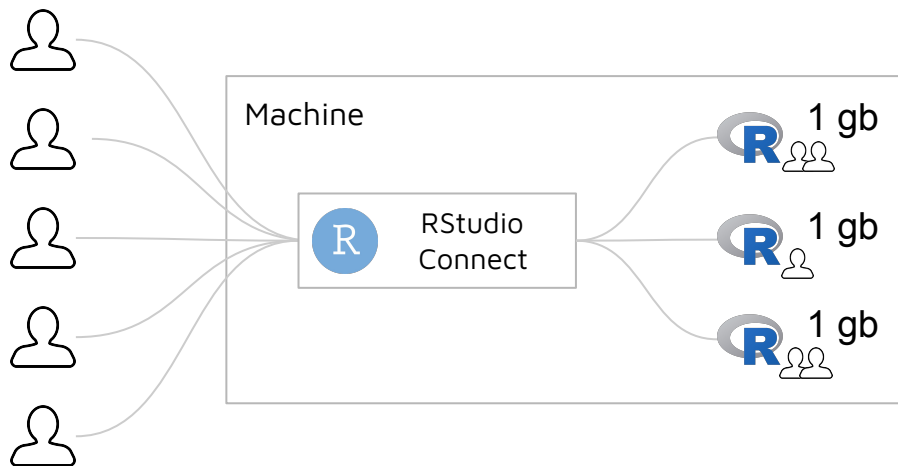 Machine
R
RStudio
Connect
R 1 gb
R 1 gb
R 1 gb